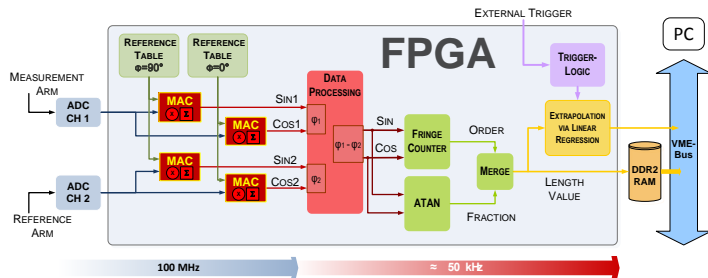 EXTERNAL TRIGGER
REFERENCE
TABLE
Φ=90°
REFERENCE
TABLE
Φ=0°
FPGA
PC
TRIGGER-
LOGIC
MEASUREMENT
ARM
DATA
PROCESSING
ADC
CH 1
MAC
X Σ
SIN1
MAC
X Σ
COS1
φ1
SIN
COS
FRINGE
COUNTER
ORDER
EXTRAPOLATION
VIA LINEAR
REGRESSION
φ1 - φ2
VME-
BUS
MAC
X Σ
SIN2
MAC
X Σ
COS2
φ2
MERGE
DDR2
RAM
ADC
CH 2
ATAN
LENGTH
VALUE
FRACTION
REFERENCE
ARM
100 MHz
≈ 50 kHz